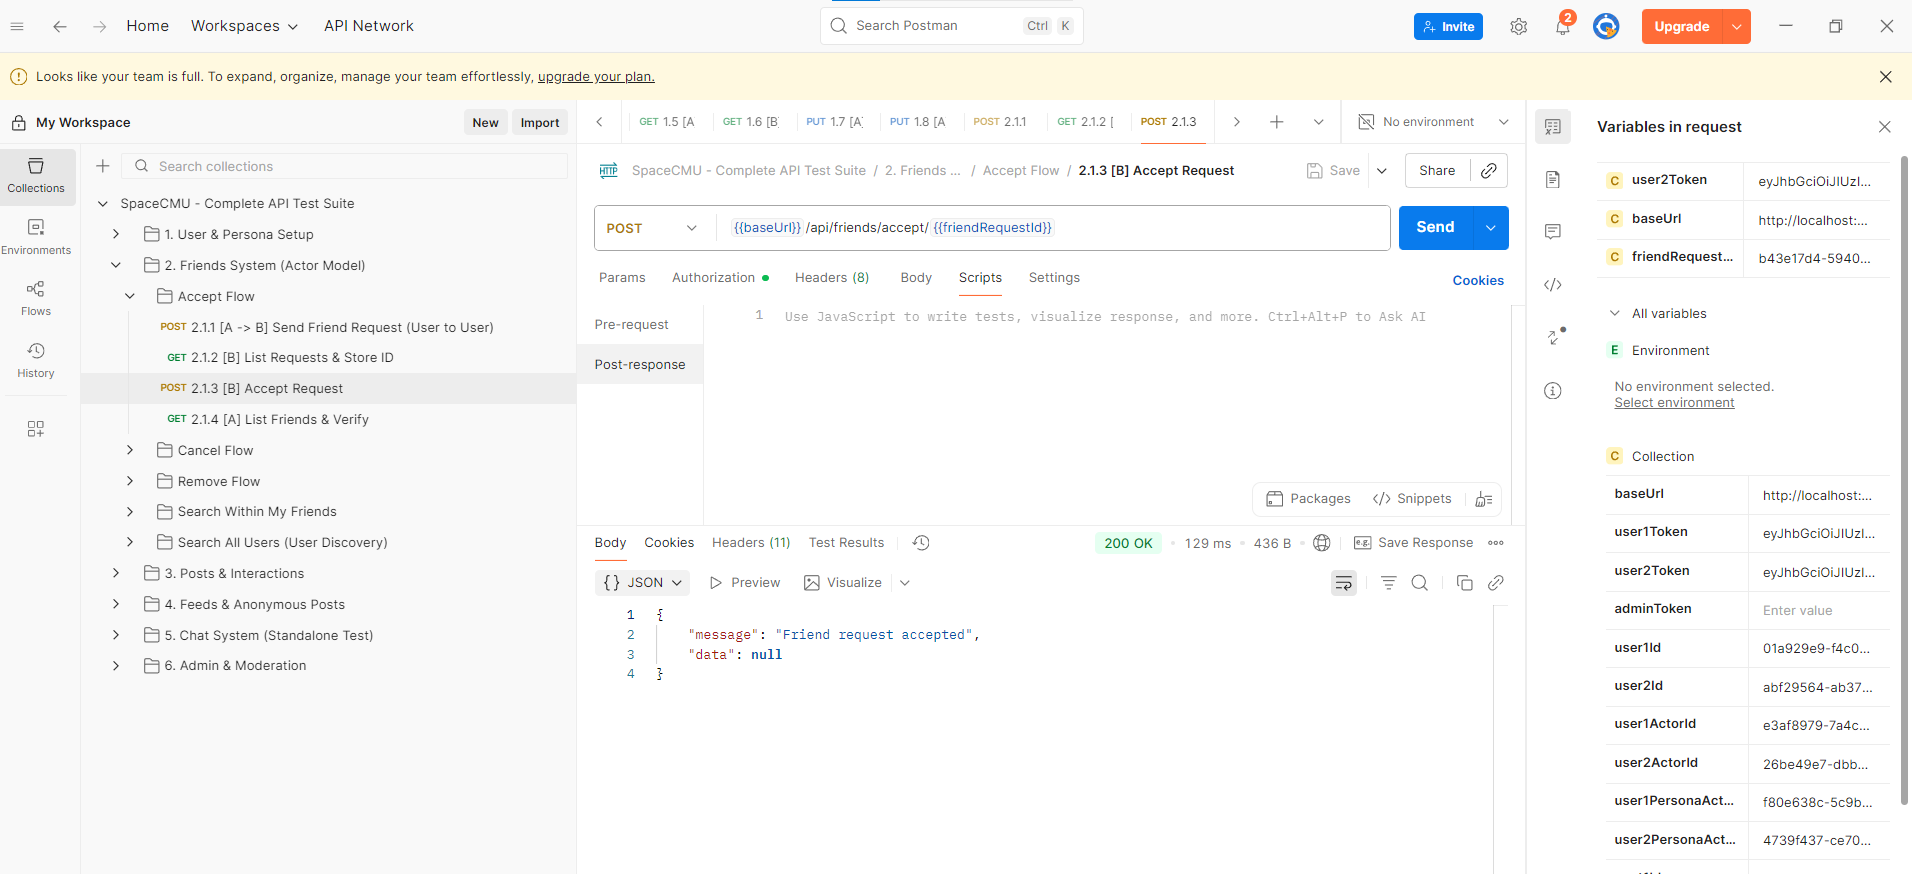 Home
Workspaces
API Network
Search Postman
Ctrl
K
Invite
2
Upgrade
Looks like your team is full. To expand, organize, manage your team effortlessly, upgrade your plan.
My Workspace
New
Import
Collections
Environments
Flows
History
Search collections
SpaceCMU - Complete API Test Suite
1. User & Persona Setup
2. Friends System (Actor Model)
Accept Flow
POST 2.1.1 [A -> B] Send Friend Request (User to User)
GET 2.1.2 [B] List Requests & Store ID
POST 2.1.3 [B] Accept Request
GET 2.1.4 [A] List Friends & Verify
Cancel Flow
Remove Flow
Search Within My Friends
Search All Users (User Discovery)
3. Posts & Interactions
4. Feeds & Anonymous Posts
5. Chat System (Standalone Test)
6. Admin & Moderation
GET 1.5 [A
GET 1.6 [B]
PUT 1.7 [A]
PUT 1.8 [A
POST 2.1.1
GET 2.1.2 [
POST 2.1.3
No environment
HTTP
SpaceCMU - Complete API Test Suite / 2. Friends ... / Accept Flow / 2.1.3 [B] Accept Request
Save
Share
POST
{{baseUrl}} /api/friends/accept/ {{friendRequestId}}
Send
Params
Authorization
Headers (8)
Body
Scripts
Settings
Cookies
Pre-request
Post-response
1 Use JavaScript to write tests, visualize response, and more. Ctrl+Alt+P to Ask AI
Packages
</> Snippets
Body
Cookies
Headers (11)
Test Results
200 OK
129 ms
436 B
e.g.
Save Response
{} JSON
Preview
Visualize
1 {
2 "message": "Friend request accepted",
3 "data": null
4 }
Variables in request
C user2Token eyJhbGciOiJIUzI...
C baseUrl http://localhost:...
C friendRequest... b43e17d4-5940...
All variables
E Environment
No environment selected.
Select environment
C Collection
baseUrl http://localhost:...
user1Token eyJhbGciOiJIUzI...
user2Token eyJhbGciOiJIUzI...
adminToken Enter value
user1Id 01a929e9-f4c0...
user2Id abf29564-ab37...
user1ActorId e3af8979-7a4c...
user2ActorId 26be49e7-dbb...
user1PersonaAct... f80e638c-5c9b...
user2PersonaAct... 4739f437-ce70...